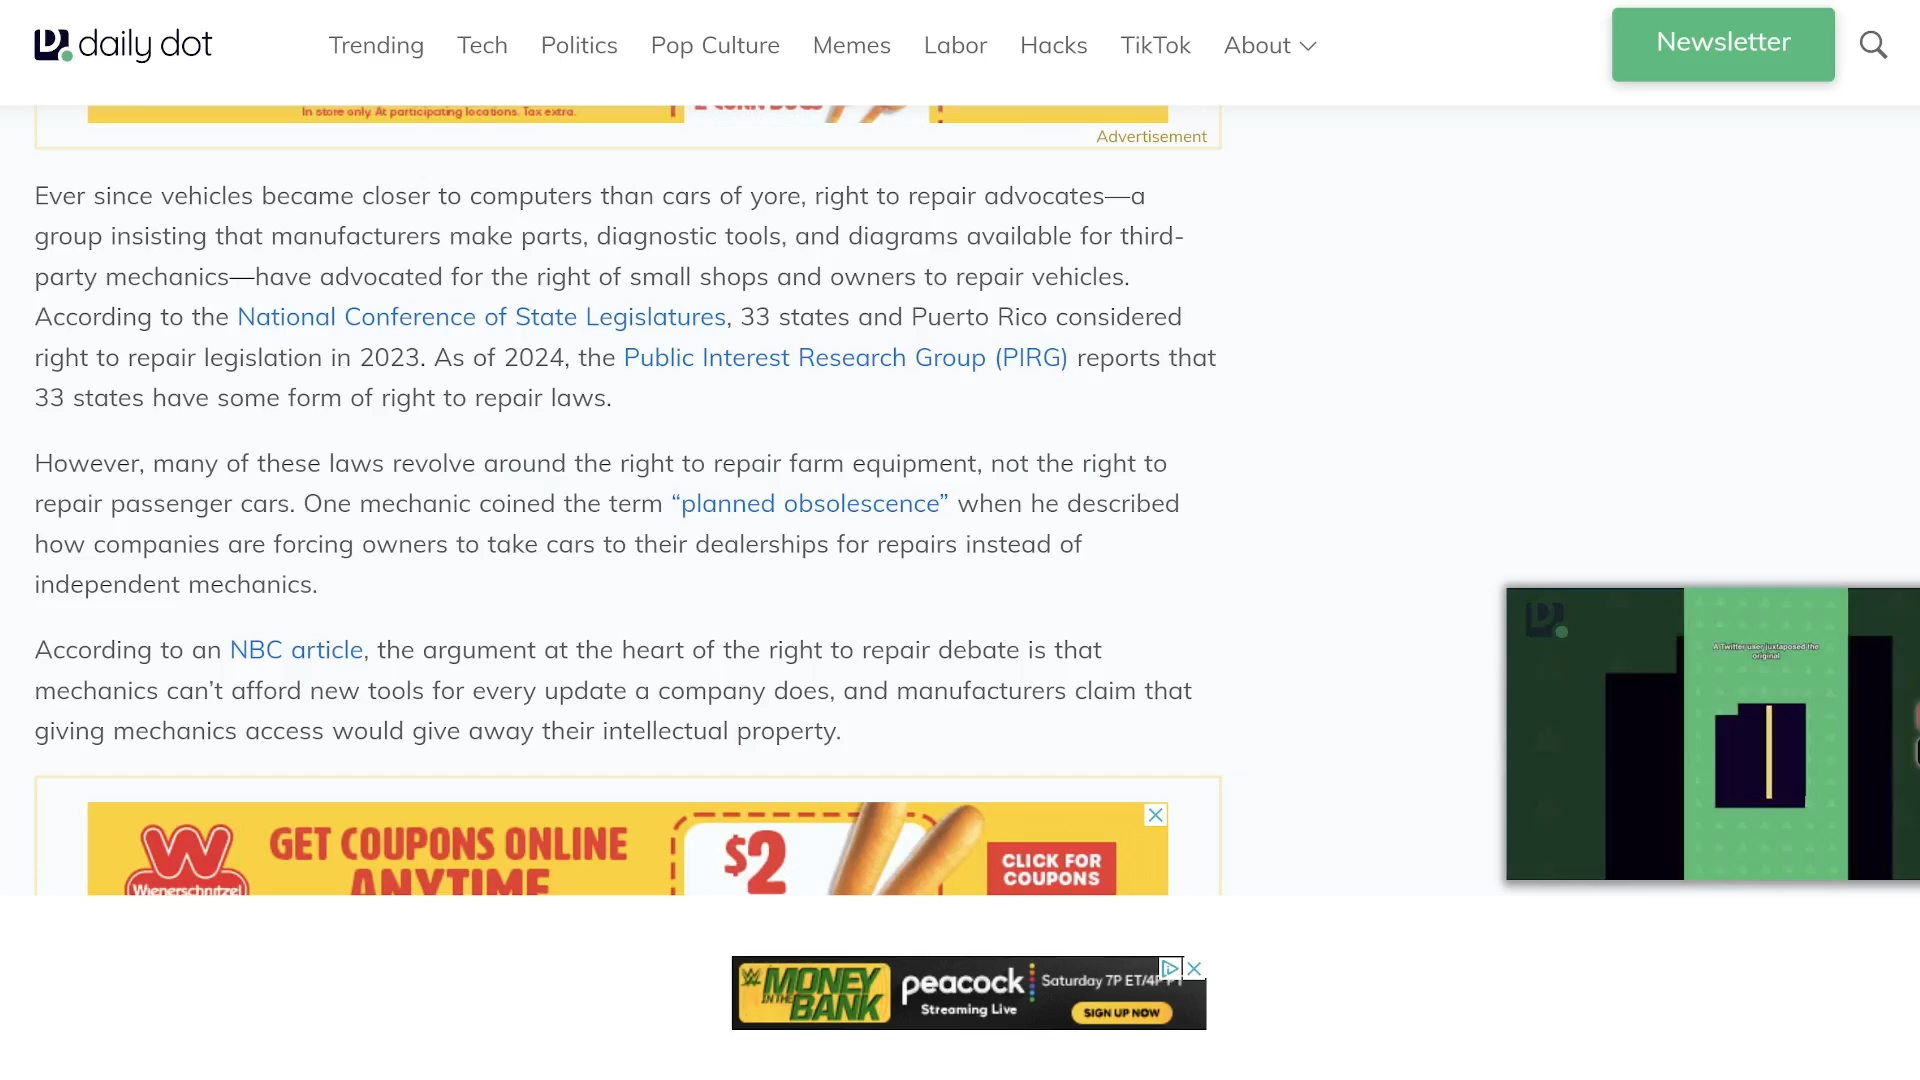 daily dot
Trending Tech Politics Pop Culture Memes Labor Hacks TikTok About
Newsletter
In store only. At participating locations. Tax extra.
2 CORN DOGS
Advertisement
Ever since vehicles became closer to computers than cars of yore, right to repair advocates—a
group insisting that manufacturers make parts, diagnostic tools, and diagrams available for third-
party mechanics—have advocated for the right of small shops and owners to repair vehicles.
According to the National Conference of State Legislatures, 33 states and Puerto Rico considered
right to repair legislation in 2023. As of 2024, the Public Interest Research Group (PIRG) reports that
33 states have some form of right to repair laws.
However, many of these laws revolve around the right to repair farm equipment, not the right to
repair passenger cars. One mechanic coined the term “planned obsolescence” when he described
how companies are forcing owners to take cars to their dealerships for repairs instead of
independent mechanics.
According to an NBC article, the argument at the heart of the right to repair debate is that
mechanics can’t afford new tools for every update a company does, and manufacturers claim that
giving mechanics access would give away their intellectual property.
A Twitter user juxtaposed the
original
Wienerschnitzel
GET COUPONS ONLINE
ANYTIME
$2
CLICK FOR
COUPONS
MONEY
IN THE
BANK
peacock
Streaming Live
Saturday 7P ET/4P PT
SIGN UP NOW